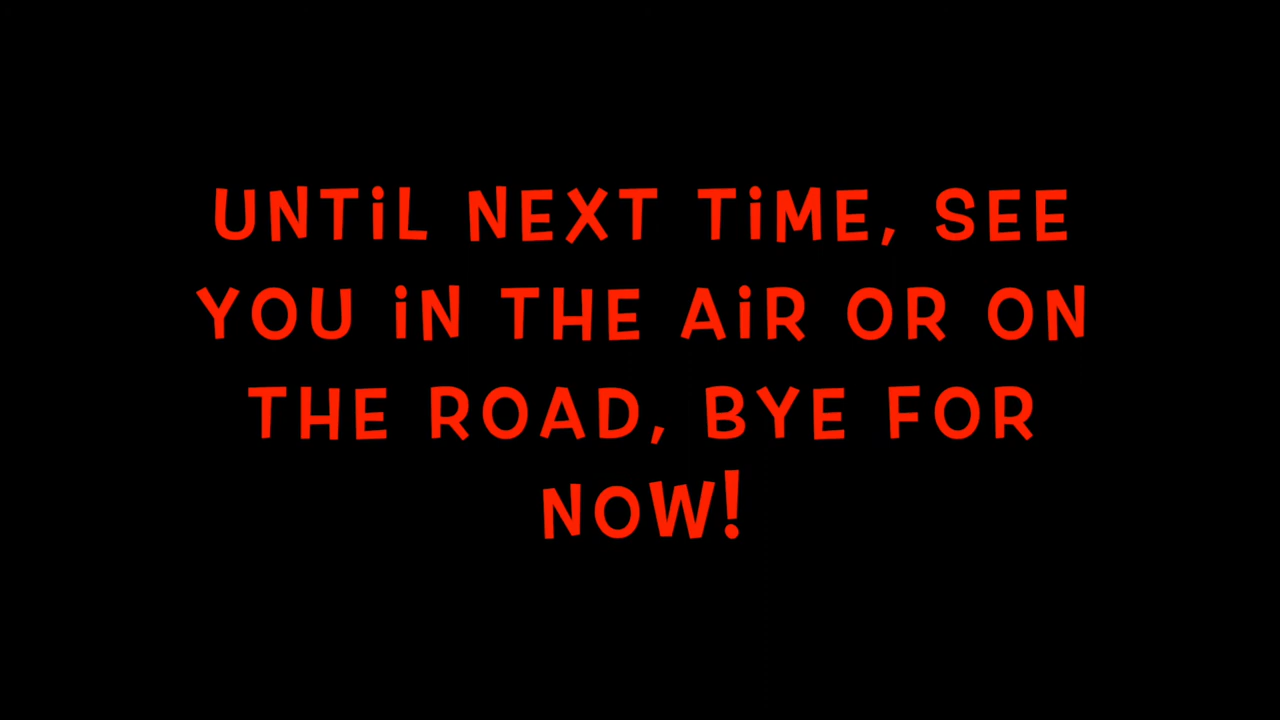 UNTiL NEXT TiME, SEE
YOU iN THE AiR OR ON
THE ROAD, BYE FOR
NOW!